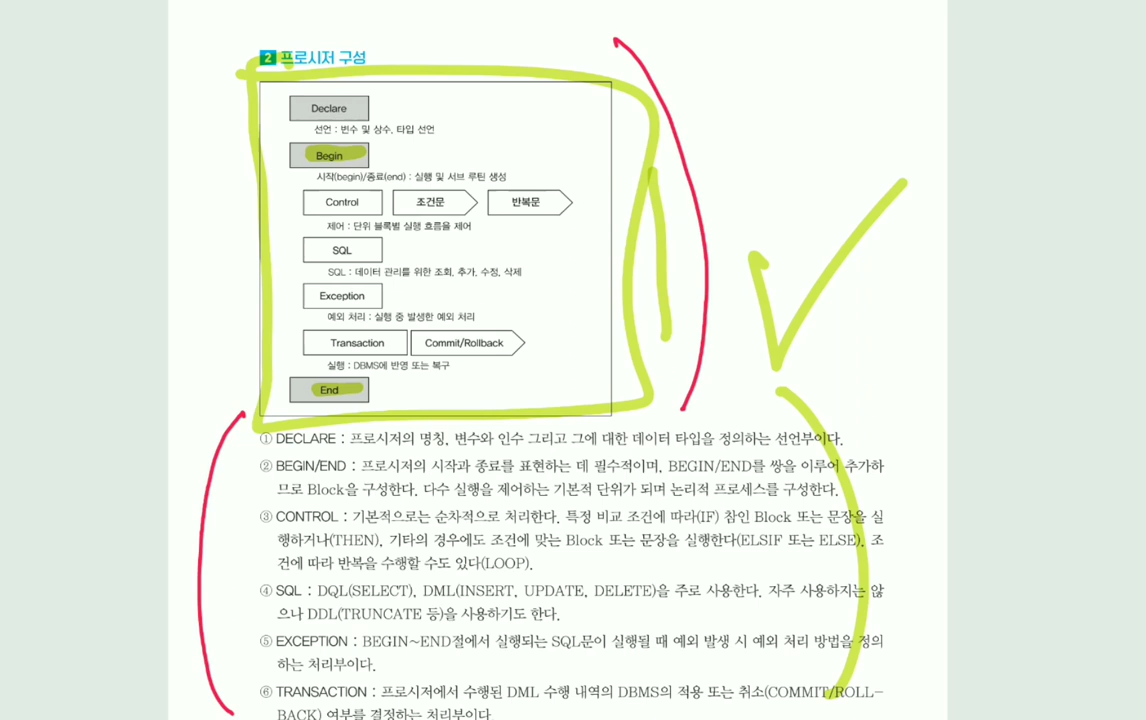 2 프로시저 구성
Declare
선언 : 변수 및 상수, 타입 선언
Begin
시작(begin)/종료(end) : 실행 및 서브 루틴 생성
Control 조건문 반복문
제어 : 단위 블록별 실행 흐름을 제어
SQL
SQL : 데이터 관리를 위한 조회, 추가, 수정, 삭제
Exception
예외 처리 : 실행 중 발생한 예외 처리
Transaction Commit/Rollback
실행 : DBMS에 반영 또는 복구
End
① DECLARE : 프로시저의 명칭, 변수와 인수 그리고 그에 대한 데이터 타입을 정의하는 선언부이다.
② BEGIN/END : 프로시저의 시작과 종료를 표현하는 데 필수적이며, BEGIN/END를 쌍을 이루어 추가하
므로 Block을 구성한다. 다수 실행을 제어하는 기본적 단위가 되며 논리적 프로세스를 구성한다.
③ CONTROL : 기본적으로는 순차적으로 처리한다. 특정 비교 조건에 따라(IF) 참인 Block 또는 문장을 실
행하거나(THEN), 기타의 경우에도 조건에 맞는 Block 또는 문장을 실행한다(ELSIF 또는 ELSE). 조
건에 따라 반복을 수행할 수도 있다(LOOP).
④ SQL : DQL(SELECT), DML(INSERT, UPDATE, DELETE)을 주로 사용한다. 자주 사용하지는 않
으나 DDL(TRUNCATE 등)을 사용하기도 한다.
⑤ EXCEPTION : BEGIN~END절에서 실행되는 SQL문이 실행될 때 예외 발생 시 예외 처리 방법을 정의
하는 처리부이다.
⑥ TRANSACTION : 프로시저에서 수행된 DML 수행 내역의 DBMS의 적용 또는 취소(COMMIT/ROLL-
BACK) 여부를 결정하는 처리부이다.